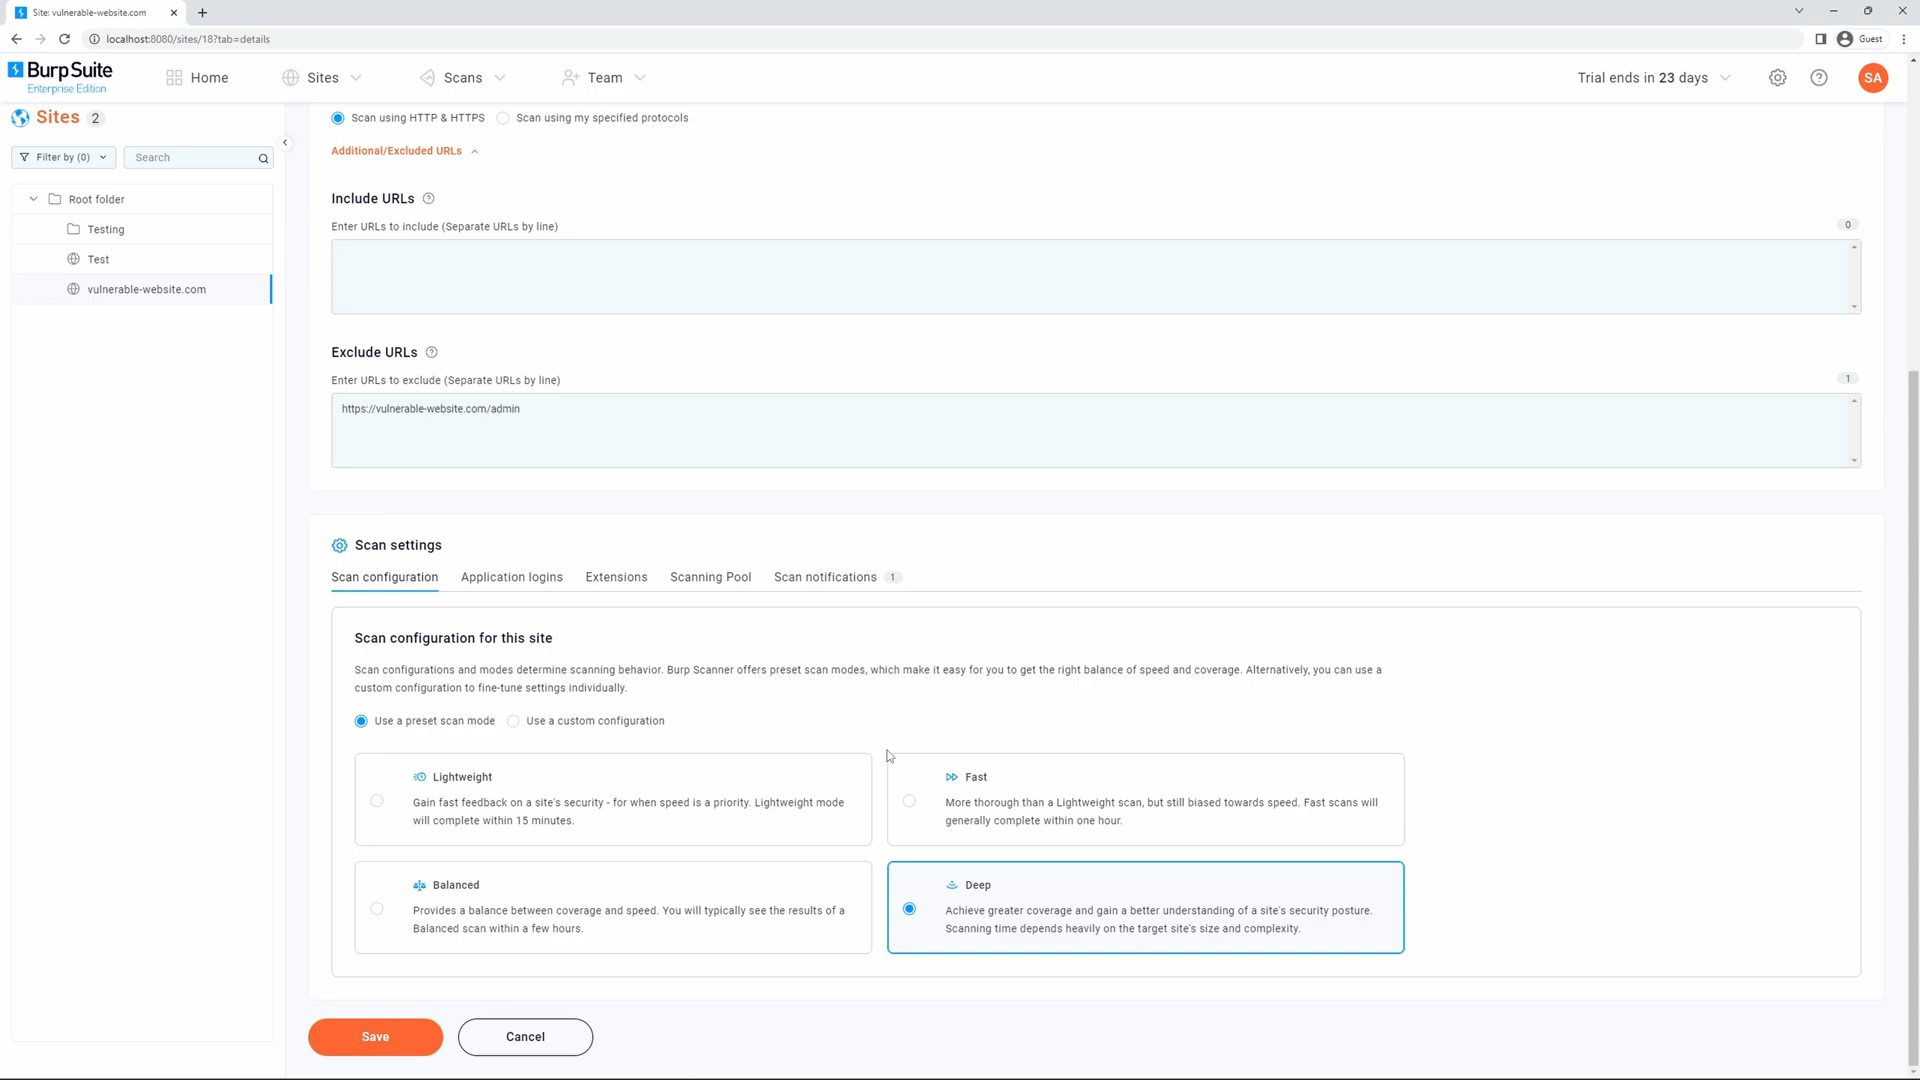 Site: vulnerable-website.com
localhost:8080/sites/18?tab=details
Guest
Burp Suite
Enterprise Edition
Home
Sites
Scans
Team
Trial ends in 23 days
SA
Sites 2
Filter by (0)
Search
Root folder
Testing
Test
vulnerable-website.com
Scan using HTTP & HTTPS
Scan using my specified protocols
Additional/Excluded URLs
Include URLs
Enter URLs to include (Separate URLs by line)
0
Exclude URLs
Enter URLs to exclude (Separate URLs by line)
1
https://vulnerable-website.com/admin
Scan settings
Scan configuration
Application logins
Extensions
Scanning Pool
Scan notifications 1
Scan configuration for this site
Scan configurations and modes determine scanning behavior. Burp Scanner offers preset scan modes, which make it easy for you to get the right balance of speed and coverage. Alternatively, you can use a
custom configuration to fine-tune settings individually.
Use a preset scan mode
Use a custom configuration
Lightweight
Gain fast feedback on a site's security - for when speed is a priority. Lightweight mode
will complete within 15 minutes.
Fast
More thorough than a Lightweight scan, but still biased towards speed. Fast scans will
generally complete within one hour.
Balanced
Provides a balance between coverage and speed. You will typically see the results of a
Balanced scan within a few hours.
Deep
Achieve greater coverage and gain a better understanding of a site's security posture.
Scanning time depends heavily on the target site's size and complexity.
Save
Cancel